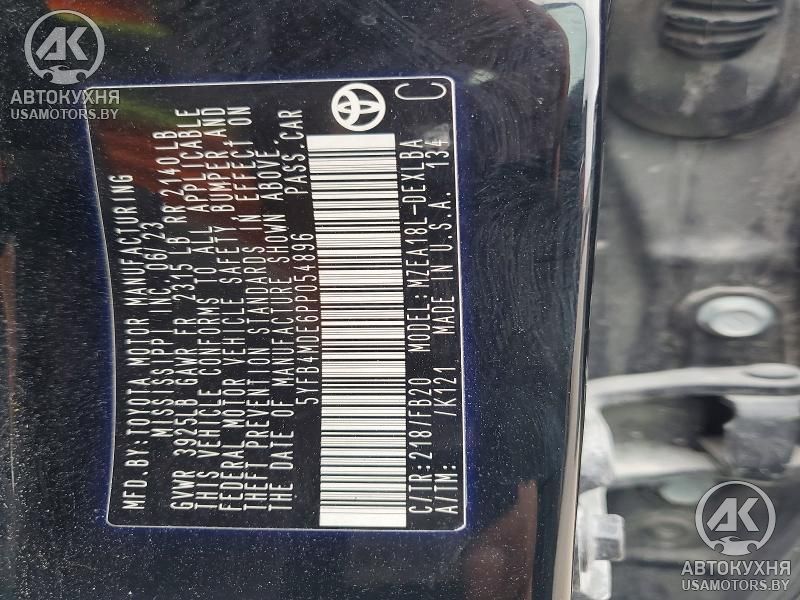 AK
АВТОКУХНЯ
USAMOTORS.BY
MFD. BY: TOYOTA MOTOR MANUFACTURING
MISSISSIPPI INC. 06/23
GVWR 3925LB GAWR FR 2315LB RR 2140LB
THIS VEHICLE CONFORMS TO ALL APPLICABLE
FEDERAL MOTOR VEHICLE SAFETY, BUMPER, AND
THEFT PREVENTION STANDARDS IN EFFECT ON
THE DATE OF MANUFACTURE SHOWN ABOVE.
5YFB4MDE6PP054896 PASS.CAR
C/TR:218/FB20 MODEL:MZEA18L-DEXLBA
A/TM: /K121 MADE IN U.S.A. 134
C
AK
АВТОКУХНЯ
USAMOTORS.BY